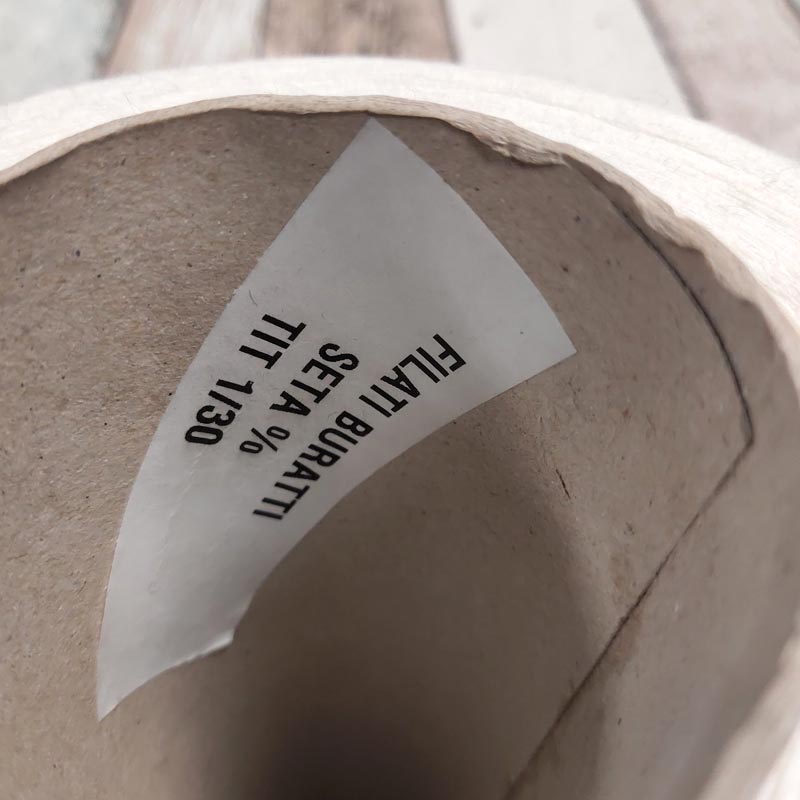 FILATI BURATTI
SETA %
TIT 1/30